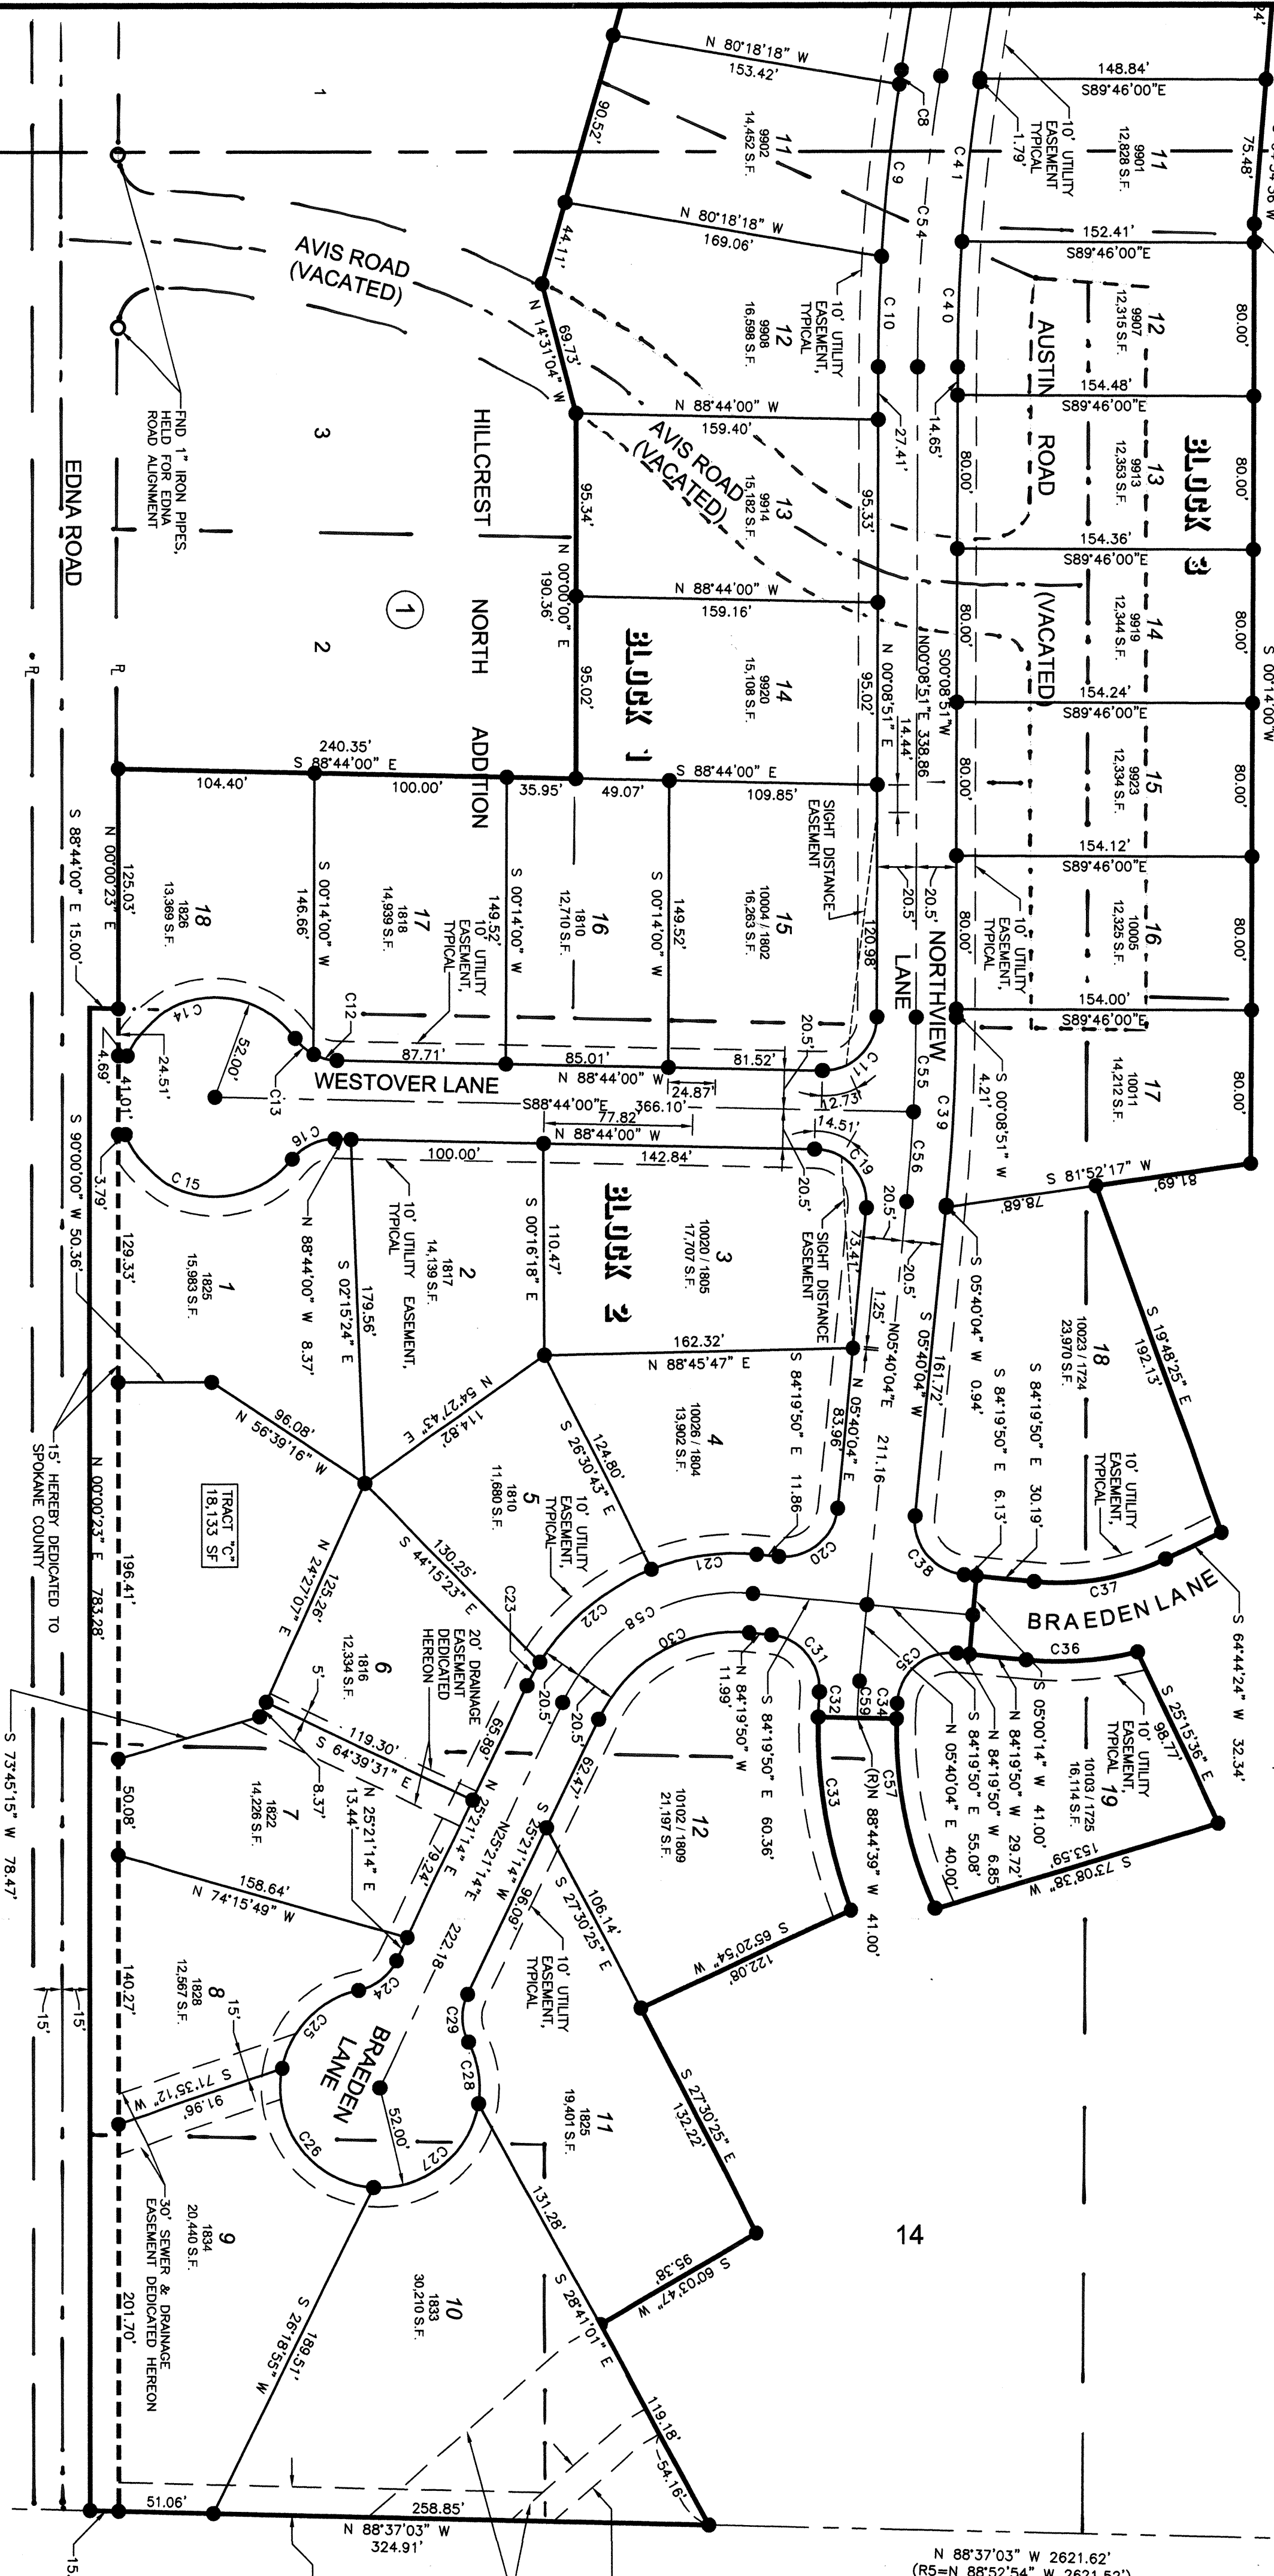 24'
N 80°18'18" W
153.42'
148.84'
S89°46'00"E
75.48'
C8
10' UTILITY
EASEMENT
TYPICAL
1.79'
11
9901
12,828 S.F.
90.52'
11
9902
14,452 S.F.
C9
C41
C54
1
N 80°18'18" W
169.06'
152.41'
S89°46'00"E
44.11'
AVIS ROAD
(VACATED)
69.73'
N 14°31'04" W
12
9908
16,598 S.F.
10' UTILITY
EASEMENT,
TYPICAL
C10
C40
12
9907
12,315 S.F.
80.00'
FND 1" IRON PIPES,
HELD FOR EDNA
ROAD ALIGNMENT
3
EDNA ROAD
N 88°44'00" W
159.40'
27.41'
14.65'
154.48'
S89°46'00"E
AUSTIN ROAD (VACATED)
AVIS ROAD
(VACATED)
13
9914
15,182 S.F.
95.34'
95.33'
80.00'
13
9913
12,353 S.F.
80.00'
BLOCK 3
154.36'
S89°46'00"E
N 00°00'00" E
190.36'
N 88°44'00" W
159.16'
HILLCREST NORTH ADDITION
1
2
BLOCK 1
95.02'
14
9920
15,108 S.F.
95.02'
N 00°08'51" E
N00°08'51"E 338.86
S00°08'51"W
80.00'
14
9919
12,344 S.F.
80.00'
S 00°14'00"W
154.24'
S89°46'00"E
14.44'
80.00'
15
9923
12,334 S.F.
80.00'
PL
PL
240.35'
S 88°44'00" E
104.40'
100.00'
35.95'
49.07'
S 88°44'00" E
109.85'
SIGHT DISTANCE
EASEMENT
154.12'
S89°46'00"E
S 88°44'00" E 15.00'
N 00°00'23" E
125.03'
18
1826
13,369 S.F.
S 00°14'00" W
146.66'
17
1818
14,939 S.F.
10' UTILITY
EASEMENT,
TYPICAL
S 00°14'00" W
149.52'
16
1810
12,710 S.F.
S 00°14'00" W
149.52'
15
10004 / 1802
16,263 S.F.
120.98'
20.5'
20.5'
NORTHVIEW
LANE
80.00'
10' UTILITY
EASEMENT,
TYPICAL
16
10005
12,325 S.F.
80.00'
154.00'
S89°46'00"E
C14
52.00'
C12
C13
24.51'
4.69'
41.01'
3.79'
87.71'
85.01'
81.52'
N 88°44'00" W
24.87'
20.5'
C11
12.73'
WESTOVER LANE
S88°44'00"E 366.10'
77.82'
N 88°44'00" W
100.00'
142.84'
14.51'
20.5'
C19
C55
C39
C56
S 00°08'51" W
4.21'
17
10011
14,212 S.F.
80.00'
S 81°52'17" W
81.69'
78.68'
C16
C15
N 88°44'00" W 8.37'
S 90°00'00" W 50.36'
129.33'
1
1825
15,983 S.F.
S 02°15'24" E
179.56'
10' UTILITY EASEMENT,
TYPICAL
2
1817
14,139 S.F.
S 00°16'18" E
110.47'
BLOCK 2
3
10020 / 1805
17,707 S.F.
SIGHT DISTANCE
EASEMENT
73.41'
20.5'
20.5'
1.25'
S 05°40'04" W 0.94'
S 19°48'25" E
192.13'
18
10023 / 1724
23,970 S.F.
162.32'
N 88°45'47" E
S 05°40'04" W
161.72'
N05°40'04"E 211.16
N 05°40'04" E
83.96'
S 84°19'50" E 11.86
S 84°19'50" E 6.13'
S 84°19'50" E 30.19'
10' UTILITY
EASEMENT,
TYPICAL
96.08'
N 56°39'16" W
N 54°27'43" E
114.82'
124.80'
S 26°30'43" E
4
10026 / 1804
13,902 S.F.
5
1810
11,680 S.F.
10' UTILITY
EASEMENT,
TYPICAL
C20
C21
C22
C23
C58
C38
C37
BRAEDEN LANE
S 64°44'24" W 32.34'
15' HEREBY DEDICATED TO
SPOKANE COUNTY
N 00°00'23" E 783.28'
196.41'
TRACT "C"
18,133 SF
N 24°27'07" E
125.26'
130.25'
S 44°15'23" E
6
1816
12,334 S.F.
20' DRAINAGE
EASEMENT
DEDICATED
HEREON
5'
20.5'
20.5'
C30
C31
C32
C59
C34
C35
C36
N 84°19'50" W
11.99'
S 84°19'50" E 60.36'
(R)N 88°44'39" W 41.00'
N 05°40'04" E 40.00'
S 84°19'50" E 55.08'
N 84°19'50" W 6.85'
N 84°19'50" W 29.72'
S 05°00'14" W 41.00'
10' UTILITY
EASEMENT,
TYPICAL
19
10103 / 1725
16,114 S.F.
S 25°15'36" E
98.77'
S 73°08'38" W
153.59'
C57
C33
S 73°45'15" W 78.47'
50.08'
119.30'
S 64°39'31" E
8.37'
65.89'
N 25°21'14" E
79.24'
N 25°21'14" E
13.44'
7
1822
14,226 S.F.
N25°21'14"E 222.18
62.47'
S 25°21'14" W
96.09'
12
10102 / 1809
21,197 S.F.
106.14'
S 27°30'25" E
S 65°20'54" W
122.08'
10' UTILITY
EASEMENT,
TYPICAL
158.64'
N 74°15'49" W
140.27'
8
1828
12,567 S.F.
15'
15'
15'
C24
C25
C29
C28
BRAEDEN
LANE
52.00'
C26
C27
S 71°35'12" W
91.96'
11
1825
19,401 S.F.
S 27°30'25" E
132.22'
30' SEWER & DRAINAGE
EASEMENT DEDICATED HEREON
9
1834
20,440 S.F.
201.70'
131.28'
S 28°41'01" E
S 60°03'47" W
95.38'
14
10
1833
30,210 S.F.
189.51'
S 26°18'55" W
119.18'
54.16'
51.06'
258.85'
N 88°37'03" W
324.91'
15.
N 88°37'03" W 2621.62'
(R5=N 88°52'54" W 2621.52')